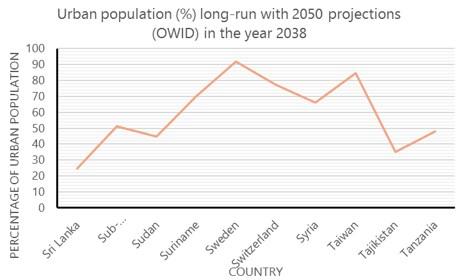 Urban population (%) long-run with 2050 projections
(OWID) in the year 2038
PERCENTAGE OF URBAN POPULATION
100
90
80
70
60
50
40
30
20
10
0
Sri Lanka
Sub-...
Sudan
Suriname
Sweden
Switzerland
Syria
Taiwan
Tajikistan
Tanzania
COUNTRY